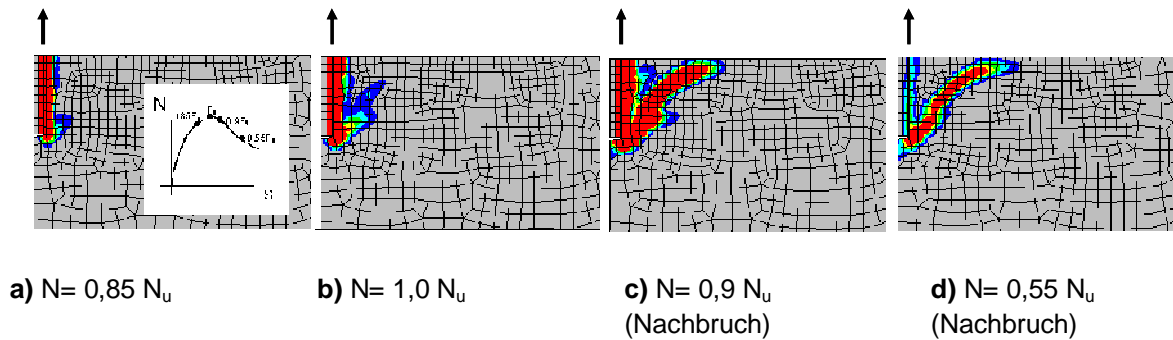 N
S
a) N= 0,85 Nu
b) N= 1,0 Nu
c) N= 0,9 Nu
(Nachbruch)
d) N= 0,55 Nu
(Nachbruch)